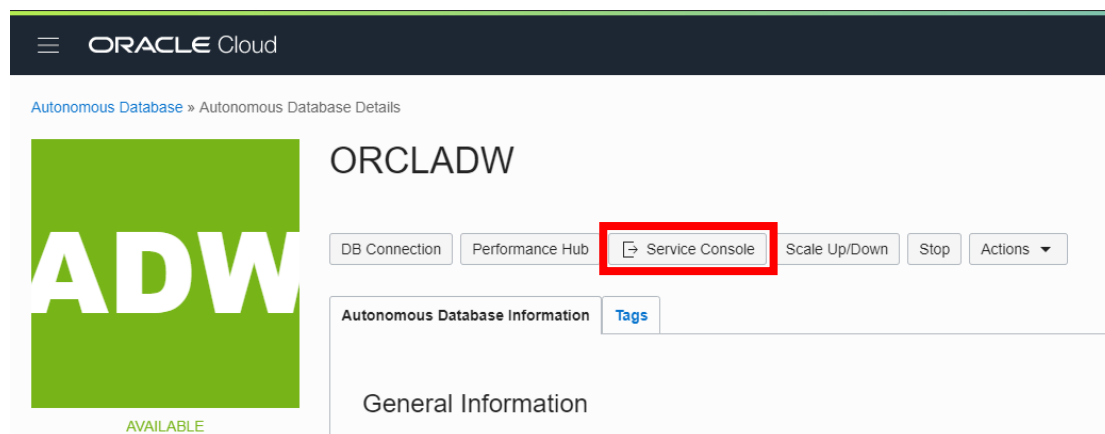 ORACLE Cloud
Autonomous Database » Autonomous Database Details
ADW
AVAILABLE
ORCLADW
DB Connection Performance Hub Service Console Scale Up/Down Stop Actions
Autonomous Database Information Tags
General Information